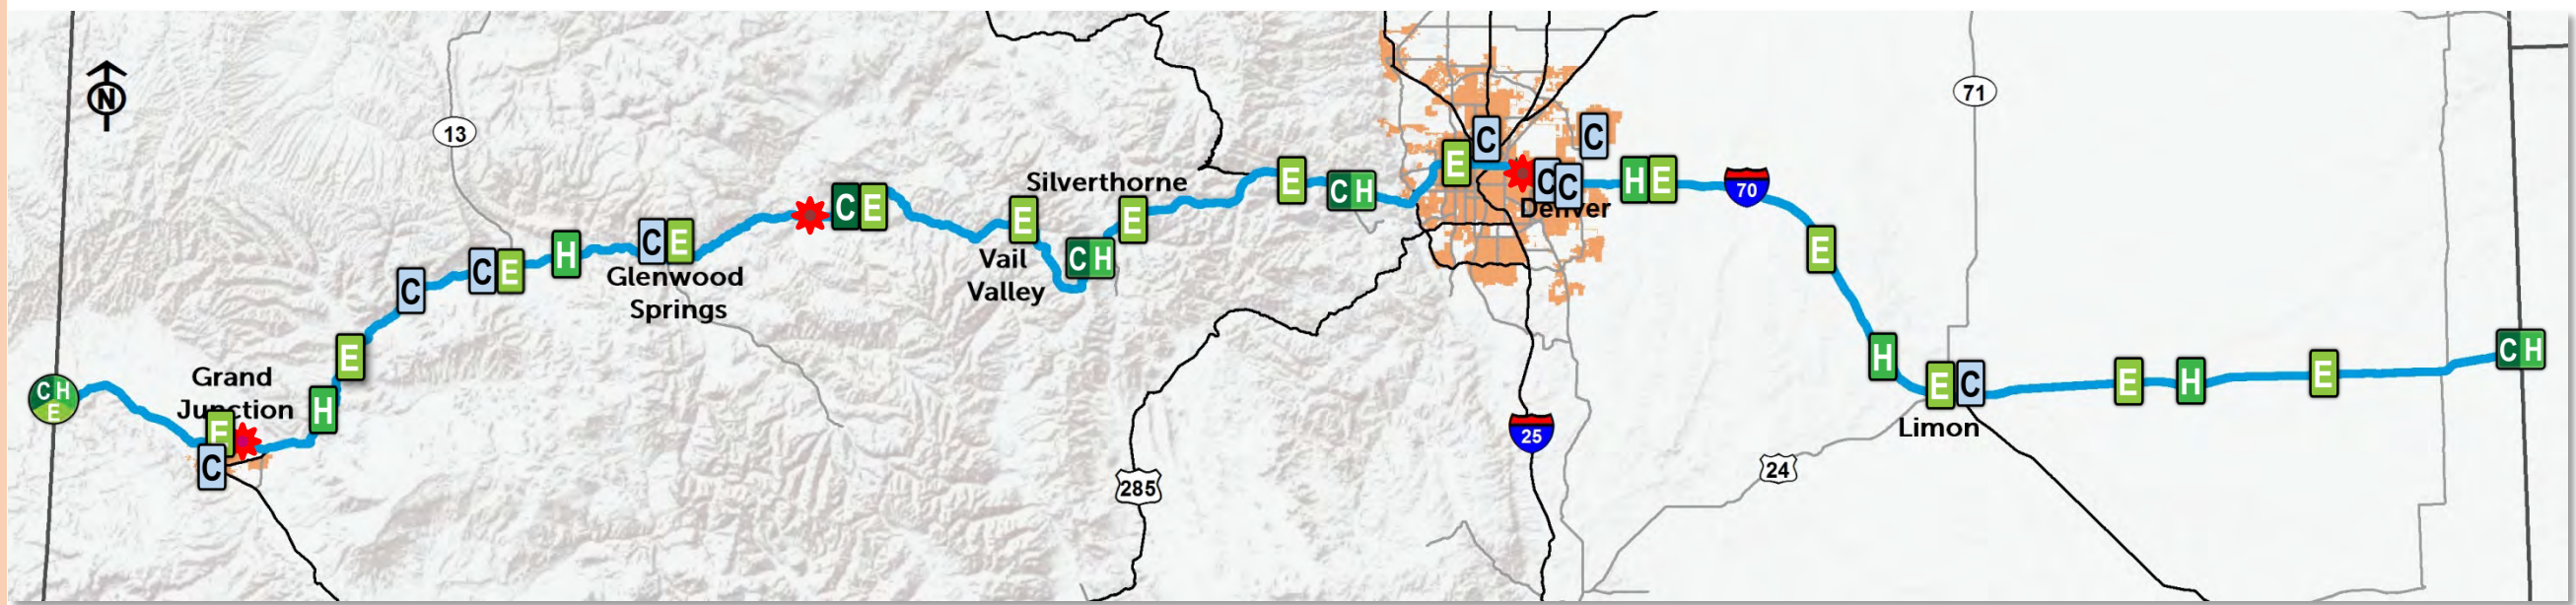 N
13
71
Silverthorne
E
C H
E
C
C
C
C
H E
70
C E
E
E
Vail
Valley
C H
E
C E
Glenwood
Springs
H
C E
C
Denver
E
H
E C
Limon
E
H
E
C H
E
H
Grand
Junction
E
C
C H
E
25
24
285